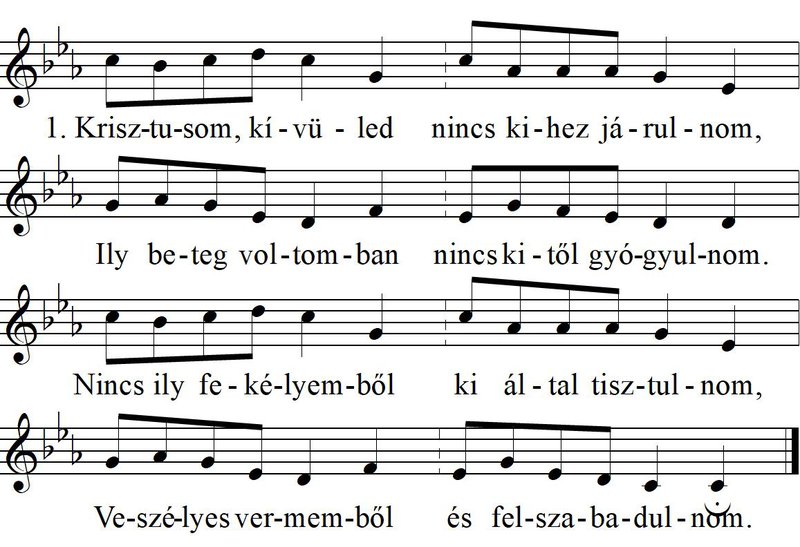 1. Krisz-tu-som, kí-vü-led nincs ki-hez já-rul-nom,
Ily be-teg vol-tom-ban nincs ki-től gyó-gyul-nom.
Nincs ily fe-ké-lyem-ből ki ál-tal tisz-tul-nom,
Ve-szé-lyes ver-mem-ből és fel-sza-ba-dul-nom.